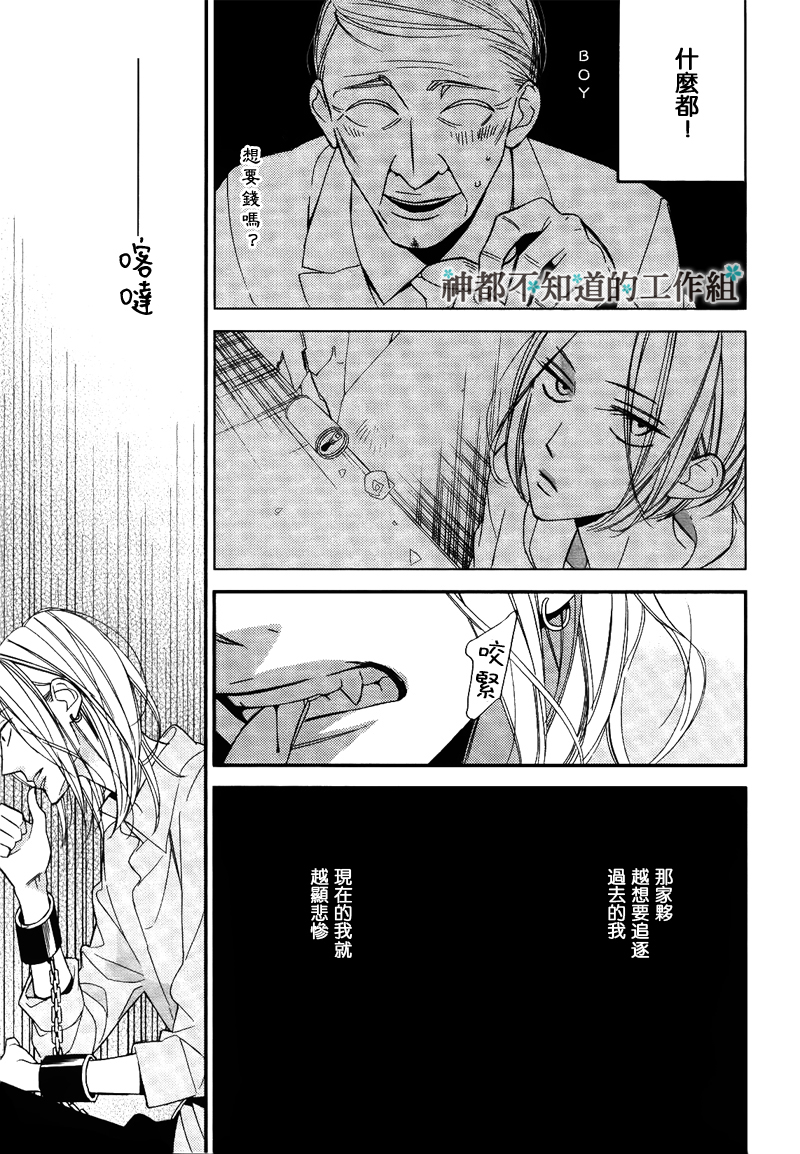 什麼都！
BOY
想要錢嗎？
神都不知道的工作組
咬緊
那家夥
越想要追逐
過去的我
現在的我就
越顯悲慘
喀噠